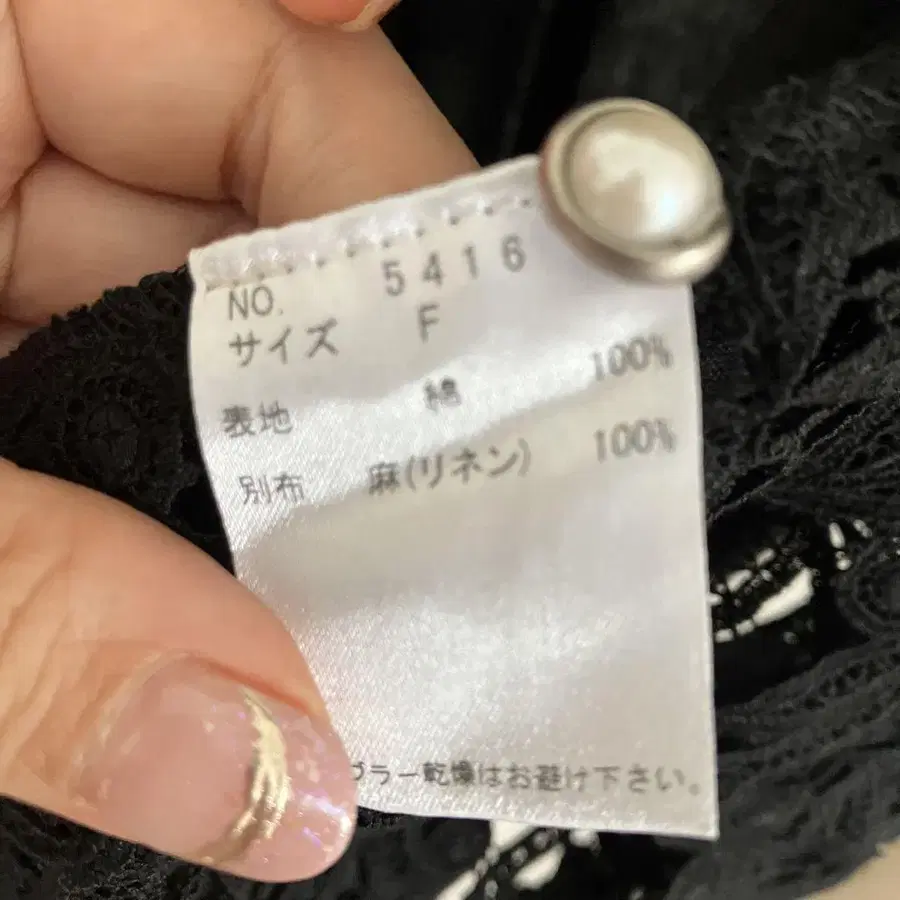 NO. 5416
サイズ F
表地 綿 100%
別布 麻(リネン) 100%
ブラー乾燥はお避け下さい。